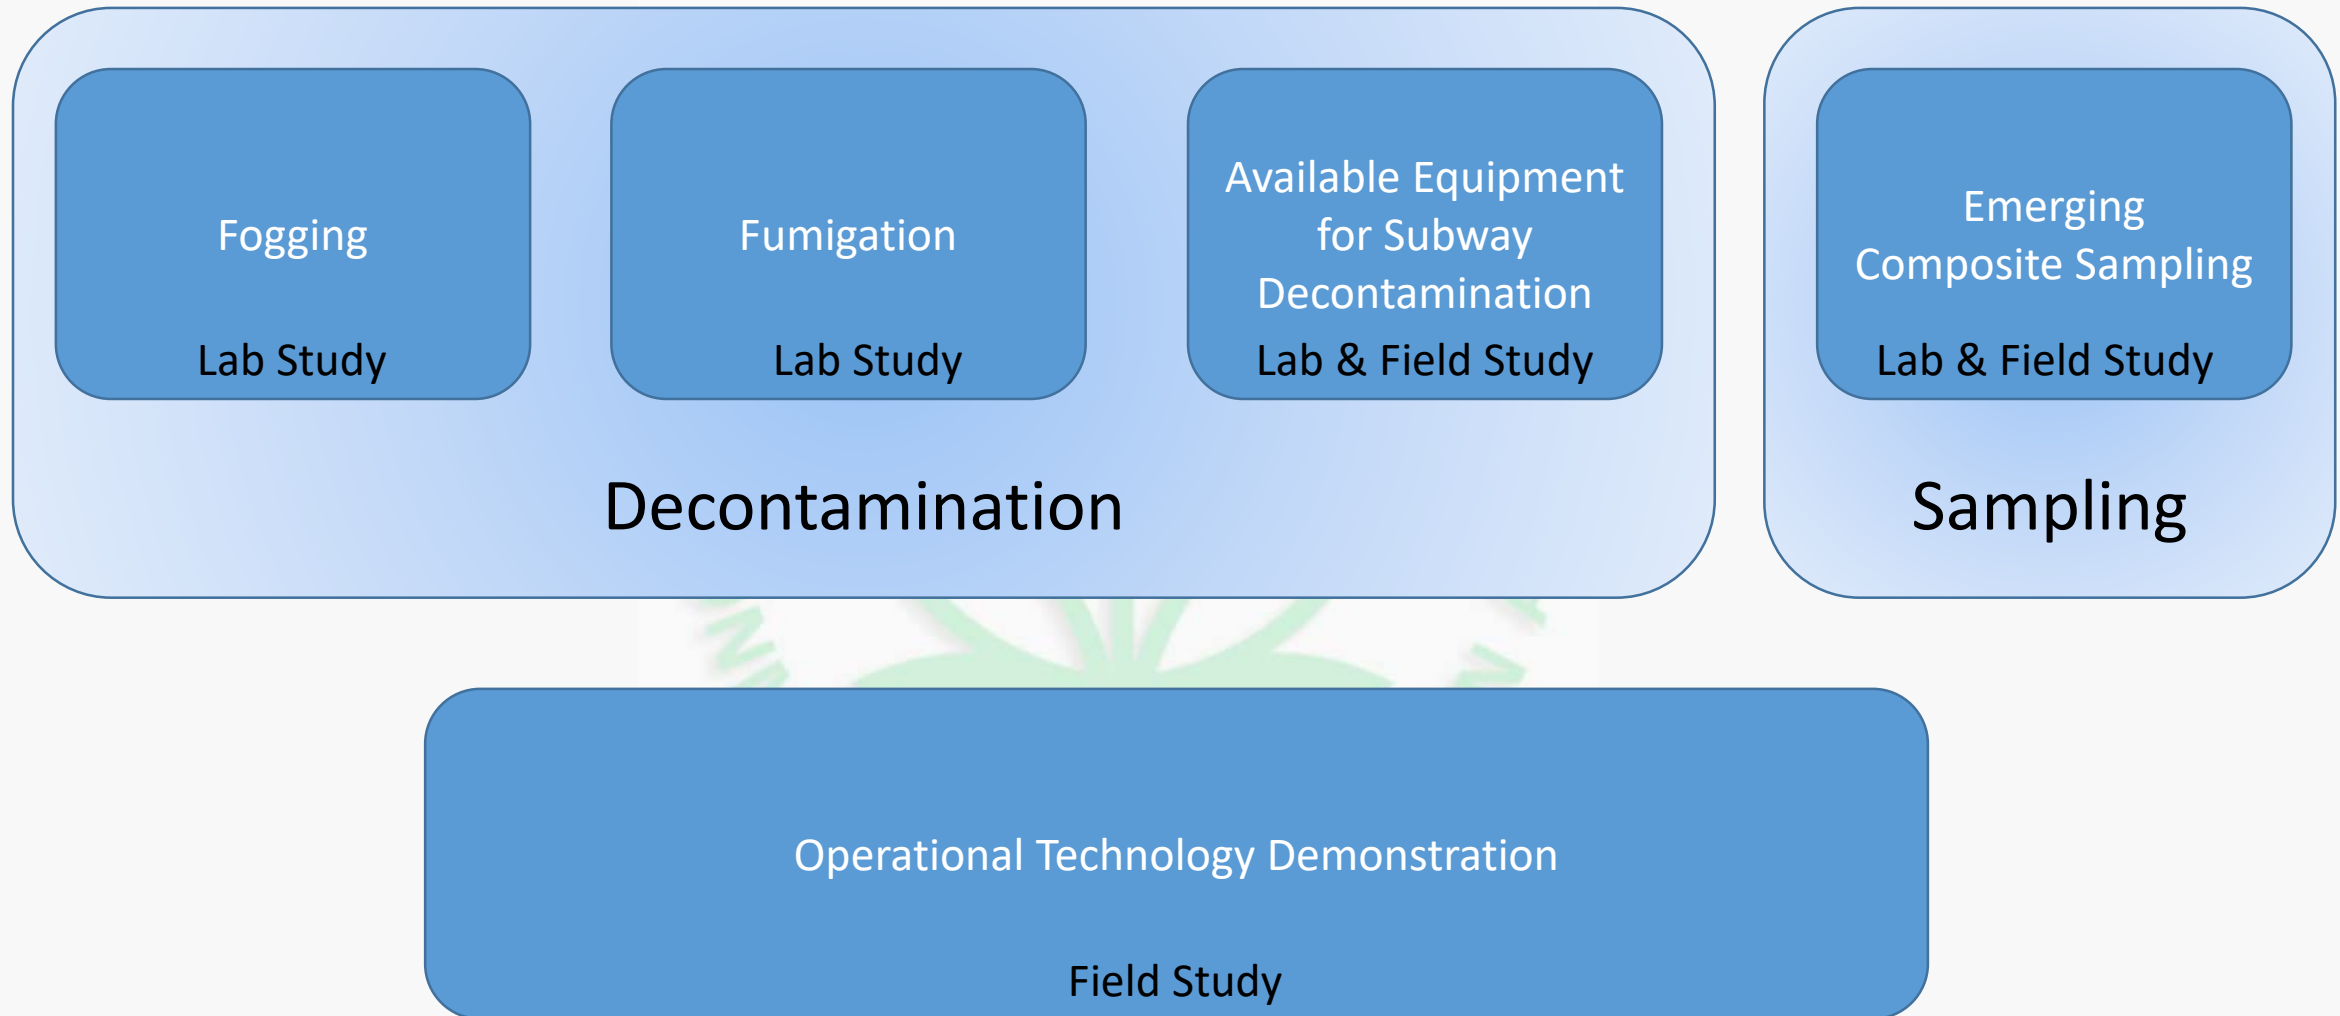 Fogging
Lab Study
Fumigation
Lab Study
Available Equipment
for Subway
Decontamination
Lab & Field Study
Decontamination
Emerging
Composite Sampling
Lab & Field Study
Sampling
Operational Technology Demonstration
Field Study